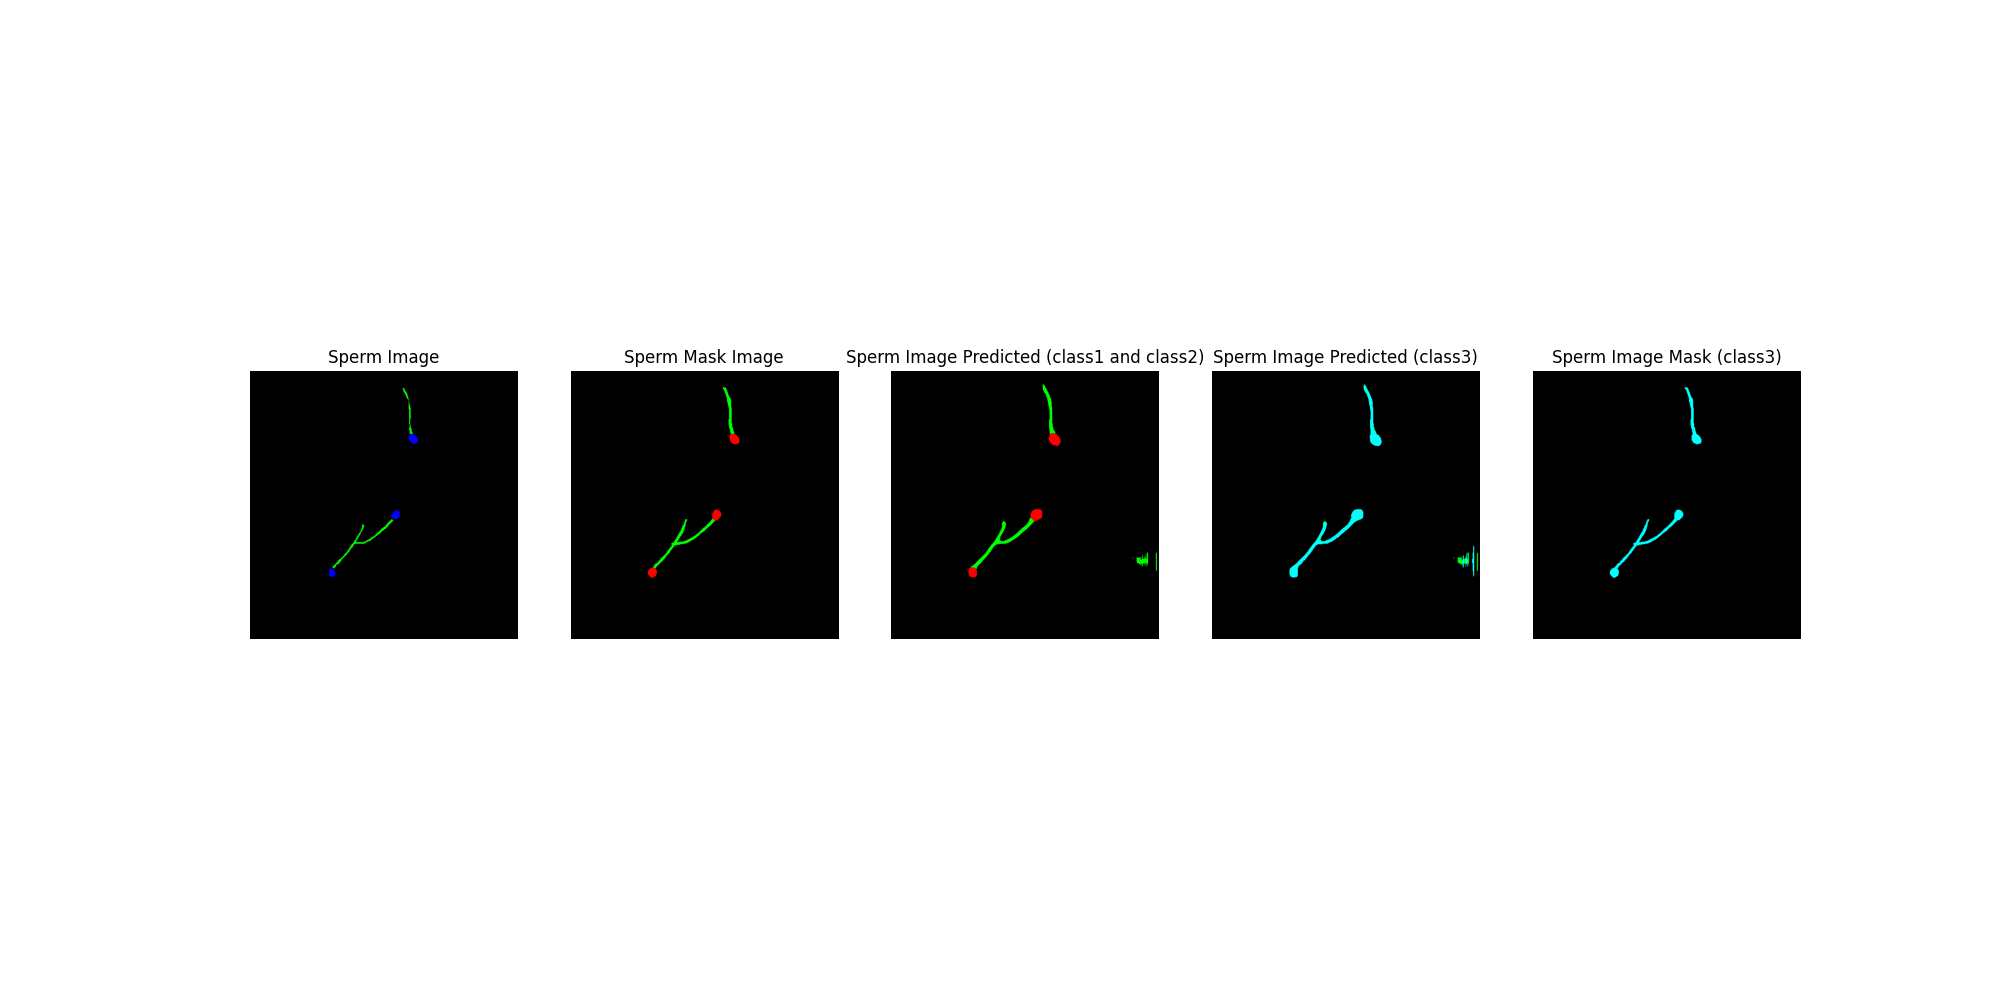 Sperm Image
Sperm Mask Image
Sperm Image Predicted (class1 and class2)
Sperm Image Predicted (class3)
Sperm Image Mask (class3)